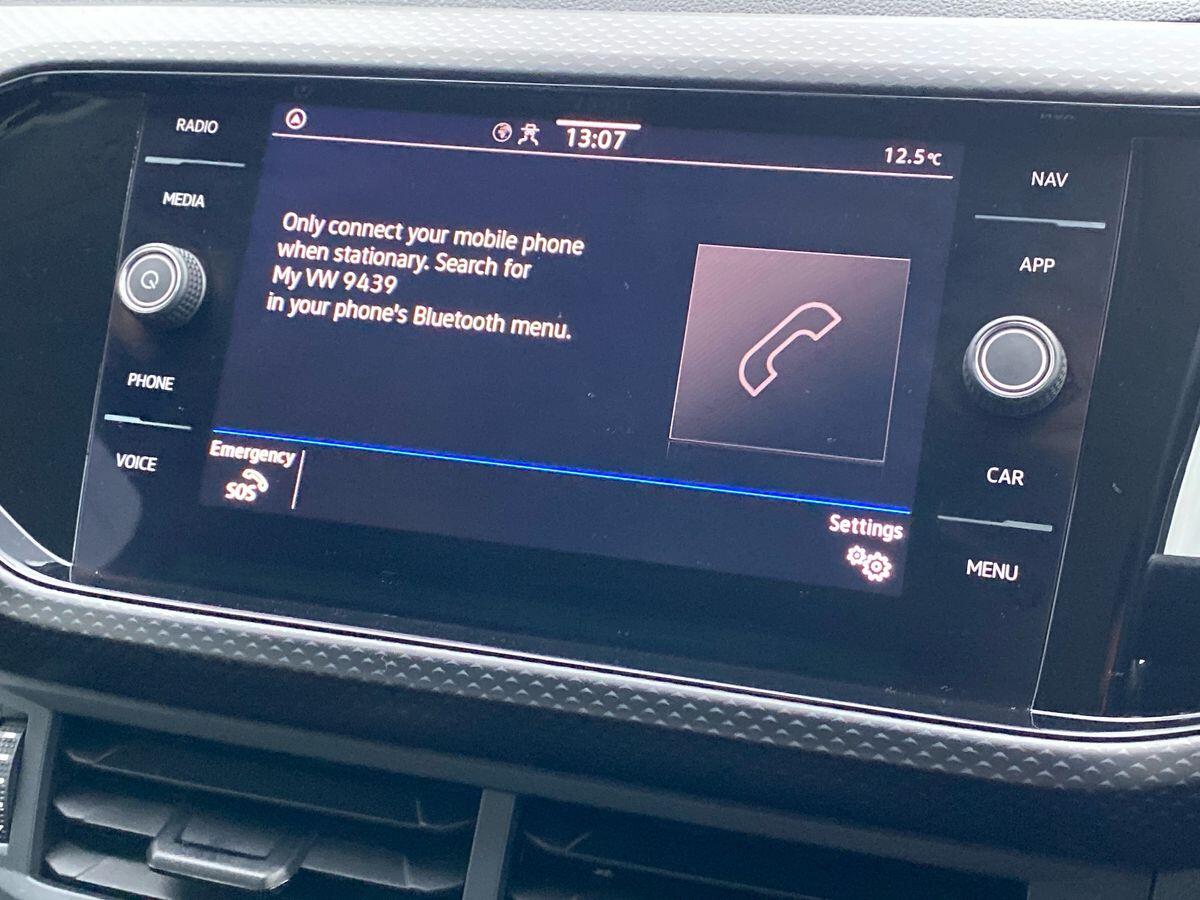 RADIO
MEDIA
PHONE
VOICE
13:07
12.5°C
Only connect your mobile phone
when stationary. Search for
My VW 9439
in your phone's Bluetooth menu.
Emergency
SOS
Settings
NAV
APP
CAR
MENU